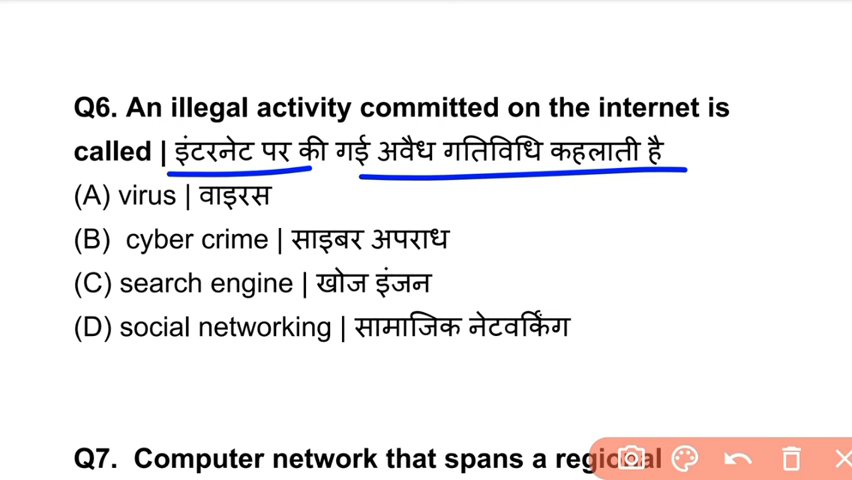 Q6. An illegal activity committed on the internet is
called | इंटरनेट पर की गई अवैध गतिविधि कहलाती है
(A) virus | वाइरस
(B) cyber crime | साइबर अपराध
(C) search engine | खोज इंजन
(D) social networking | सामाजिक नेटवर्किंग
Q7. Computer network that spans a regional